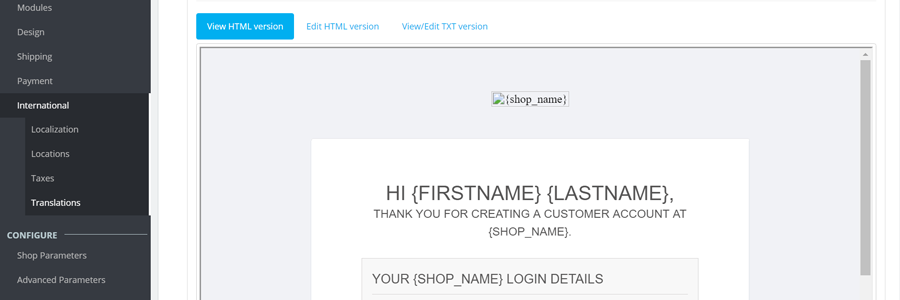 Modules
Design
Shipping
Payment
International
Localization
Locations
Taxes
Translations
CONFIGURE
Shop Parameters
Advanced Parameters
View HTML version Edit HTML version View/Edit TXT version
{shop_name}
HI {FIRSTNAME} {LASTNAME},
THANK YOU FOR CREATING A CUSTOMER ACCOUNT AT
{SHOP_NAME}.
YOUR {SHOP_NAME} LOGIN DETAILS